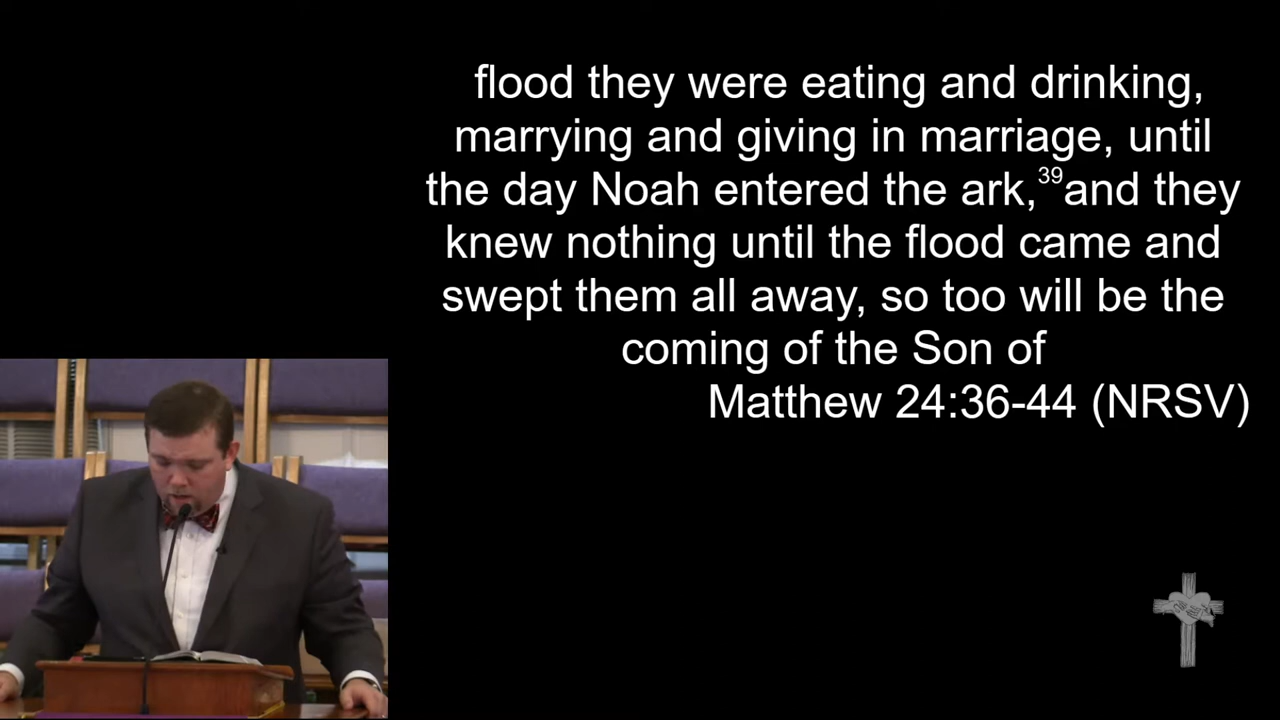 flood they were eating and drinking,
marrying and giving in marriage, until
the day Noah entered the ark,³⁹and they
knew nothing until the flood came and
swept them all away, so too will be the
coming of the Son of
Matthew 24:36-44 (NRSV)